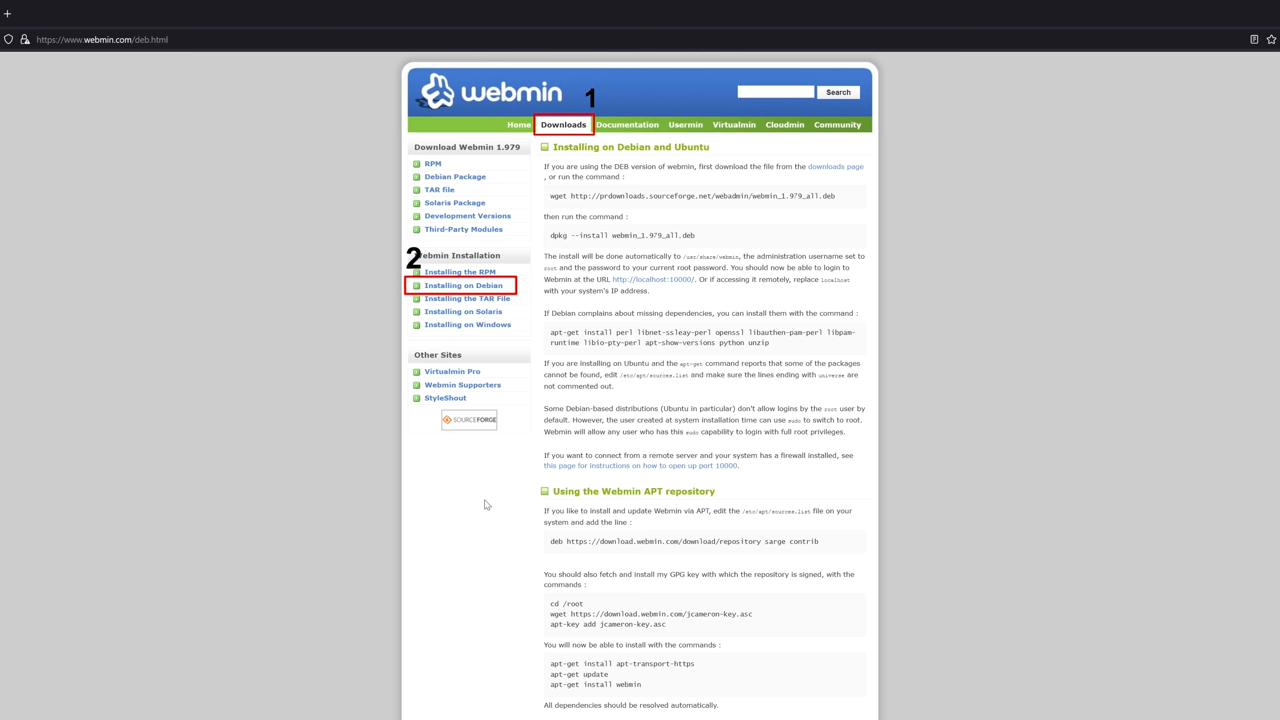 +
https://www.webmin.com/deb.html
webmin
1
Search
Home
Downloads
Documentation
Usermin
Virtualmin
Cloudmin
Community
Download Webmin 1.979
RPM
Debian Package
TAR file
Solaris Package
Development Versions
Third-Party Modules
2
Webmin Installation
Installing the RPM
Installing on Debian
Installing the TAR File
Installing on Solaris
Installing on Windows
Other Sites
Virtualmin Pro
Webmin Supporters
StyleShout
SOURCEFORGE
Installing on Debian and Ubuntu
If you are using the DEB version of webmin, first download the file from the downloads page
, or run the command :
wget http://prdownloads.sourceforge.net/webadmin/webmin_1.979_all.deb
then run the command :
dpkg --install webmin_1.979_all.deb
The install will be done automatically to /usr/share/webmin, the administration username set to
root and the password to your current root password. You should now be able to login to
Webmin at the URL http://localhost:10000/. Or if accessing it remotely, replace localhost
with your system's IP address.
If Debian complains about missing dependencies, you can install them with the command :
apt-get install perl libnet-ssleay-perl openssl libauthen-pam-perl libpam-
runtime libio-pty-perl apt-show-versions python unzip
If you are installing on Ubuntu and the apt-get command reports that some of the packages
cannot be found, edit /etc/apt/sources.list and make sure the lines ending with universe are
not commented out.
Some Debian-based distributions (Ubuntu in particular) don't allow logins by the root user by
default. However, the user created at system installation time can use sudo to switch to root.
Webmin will allow any user who has this sudo capability to login with full root privileges.
If you want to connect from a remote server and your system has a firewall installed, see
this page for instructions on how to open up port 10000.
Using the Webmin APT repository
If you like to install and update Webmin via APT, edit the /etc/apt/sources.list file on your
system and add the line :
deb https://download.webmin.com/download/repository sarge contrib
You should also fetch and install my GPG key with which the repository is signed, with the
commands :
cd /root
wget https://download.webmin.com/jcameron-key.asc
apt-key add jcameron-key.asc
You will now be able to install with the commands :
apt-get install apt-transport-https
apt-get update
apt-get install webmin
All dependencies should be resolved automatically.